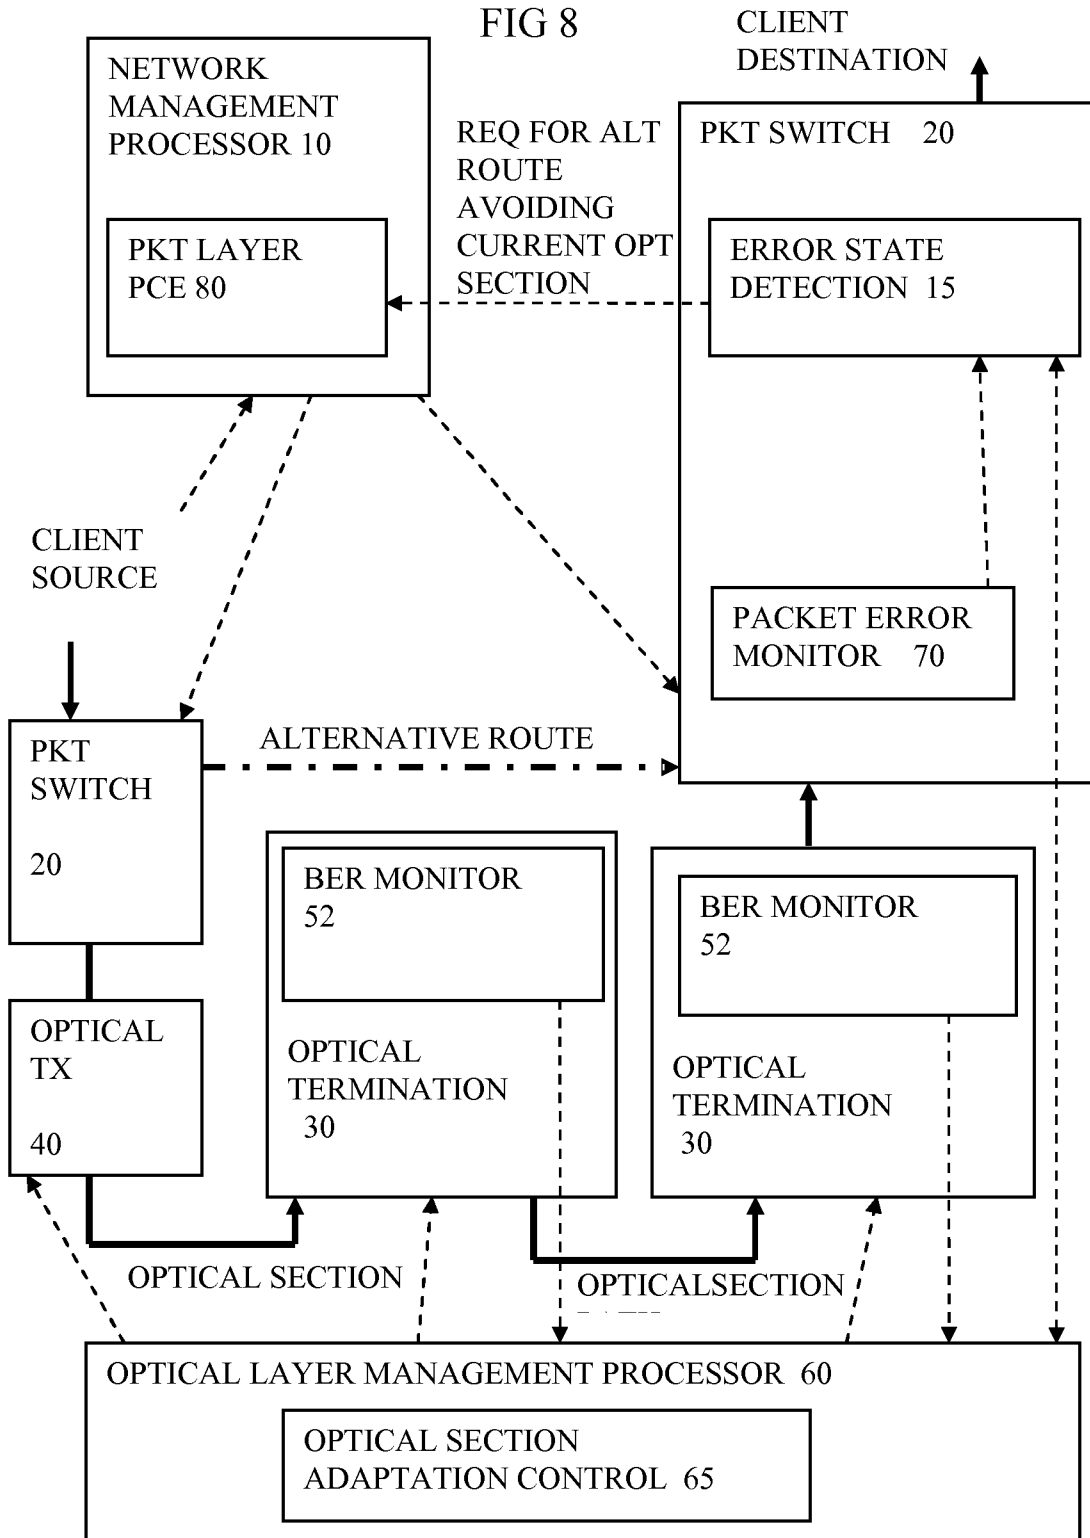 FIG 8
CLIENT
DESTINATION
NETWORK
MANAGEMENT
PROCESSOR 10
PKT LAYER
PCE 80
REQ FOR ALT
ROUTE
AVOIDING
CURRENT OPT
SECTION
PKT SWITCH 20
ERROR STATE
DETECTION 15
PACKET ERROR
MONITOR 70
CLIENT
SOURCE
PKT
SWITCH
20
ALTERNATIVE ROUTE
BER MONITOR
52
OPTICAL
TERMINATION
30
BER MONITOR
52
OPTICAL
TERMINATION
30
OPTICAL
TX
40
OPTICAL SECTION
OPTICALSECTION
OPTICAL LAYER MANAGEMENT PROCESSOR 60
OPTICAL SECTION
ADAPTATION CONTROL 65